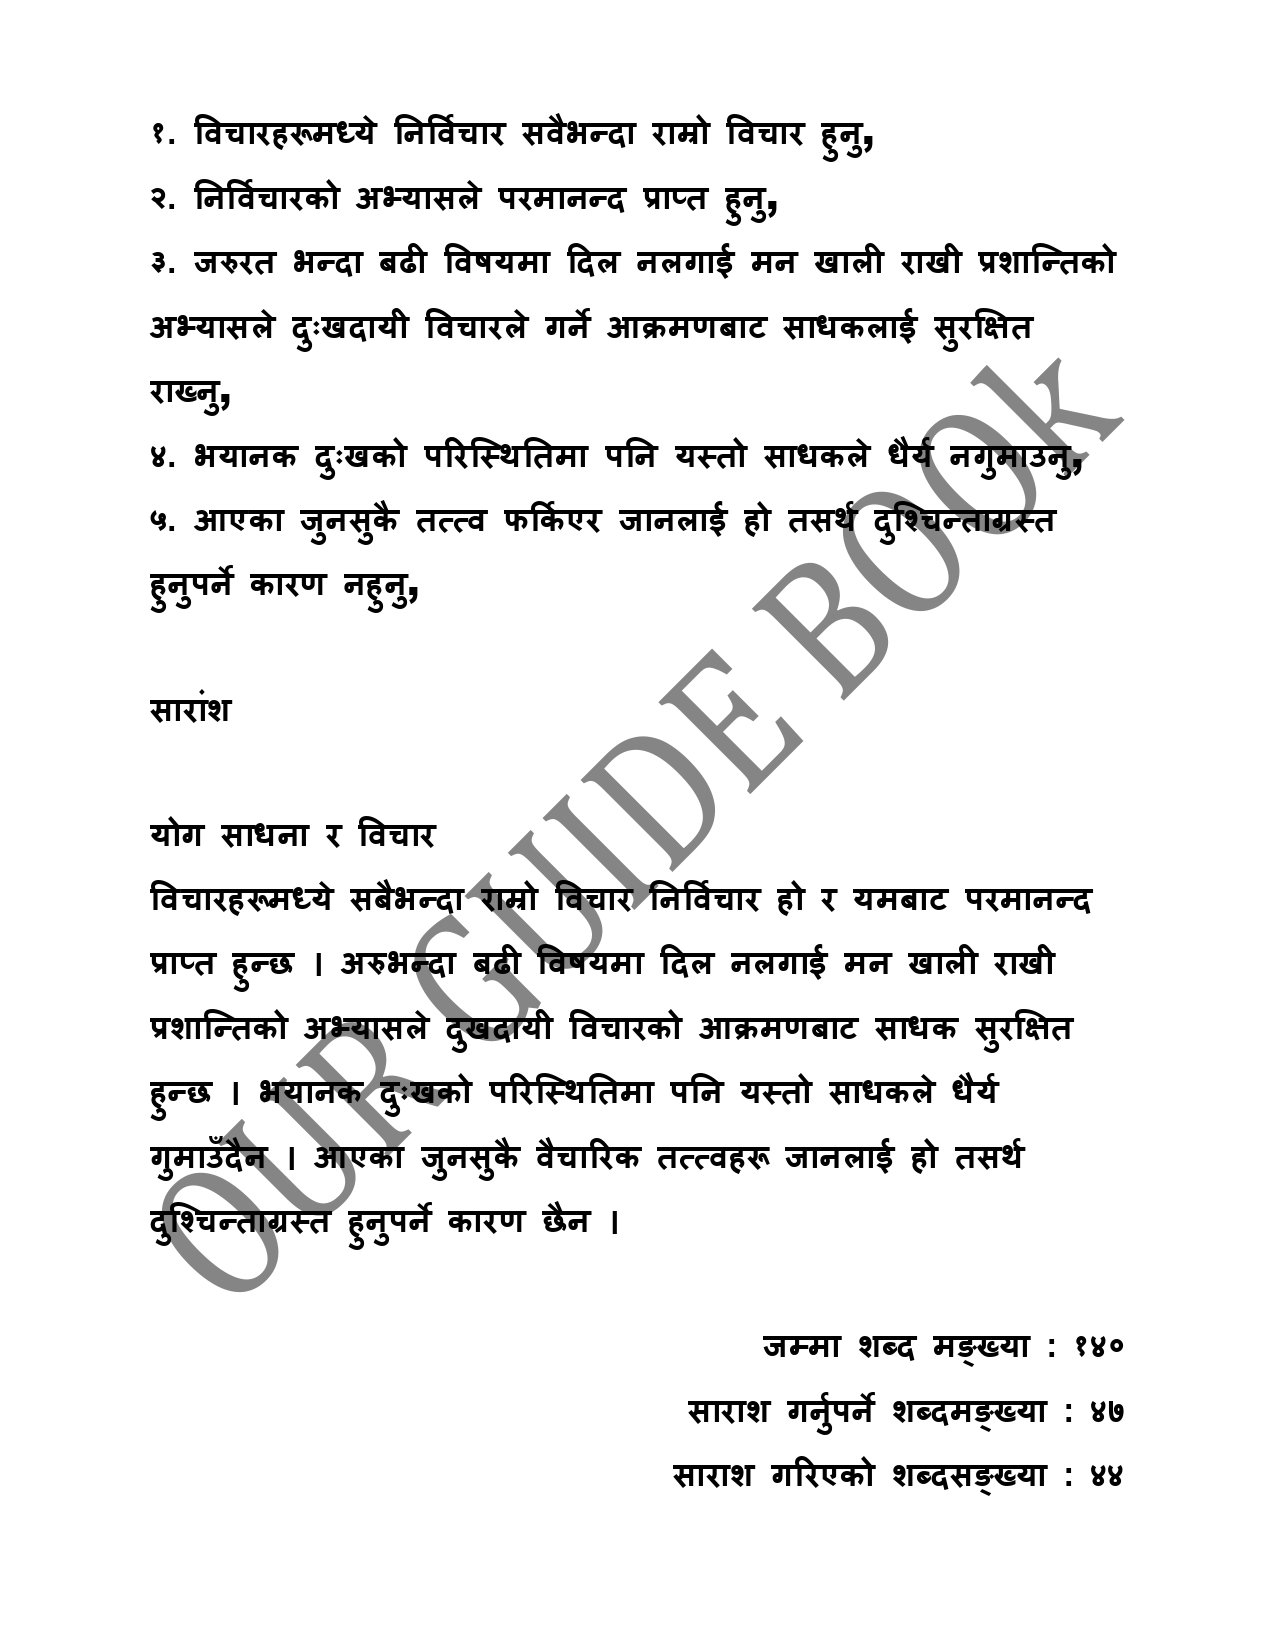 १. विचारहरूमध्ये निर्विचार सवैभन्दा राम्रो विचार हुनु,
२. निर्विचारको अभ्यासले परमानन्द प्राप्त हुनु,
३. जरुरत भन्दा बढी विषयमा दिल नलगाई मन खाली राखी प्रशान्तिको
अभ्यासले दुःखदायी विचारले गर्ने आक्रमणबाट साधकलाई सुरक्षित
राख्नु,
४. भयानक दुःखको परिस्थितिमा पनि यस्तो साधकले धैर्य नगुमाउनु,
५. आएका जुनसुकै तत्त्व फर्किएर जानलाई हो तसर्थ दुश्चिन्ताग्रस्त
हुनुपर्ने कारण नहुनु,
सारांश
योग साधना र विचार
विचारहरूमध्ये सबैभन्दा राम्रो विचार निर्विचार हो र यमबाट परमानन्द
प्राप्त हुन्छ । अरुभन्दा बढी विषयमा दिल नलगाई मन खाली राखी
प्रशान्तिको अभ्यासले दुखदायी विचारको आक्रमणबाट साधक सुरक्षित
हुन्छ । भयानक दुःखको परिस्थितिमा पनि यस्तो साधकले धैर्य
गुमाउँदैन । आएका जुनसुकै वैचारिक तत्त्वहरू जानलाई हो तसर्थ
दुश्चिन्ताग्रस्त हुनुपर्ने कारण छैन ।
जम्मा शब्द मङ्ख्या : १४०
साराश गर्नुपर्ने शब्दमङ्ख्या : ४७
साराश गरिएको शब्दसङ्ख्या : ४४
OUR GUIDE BOOk